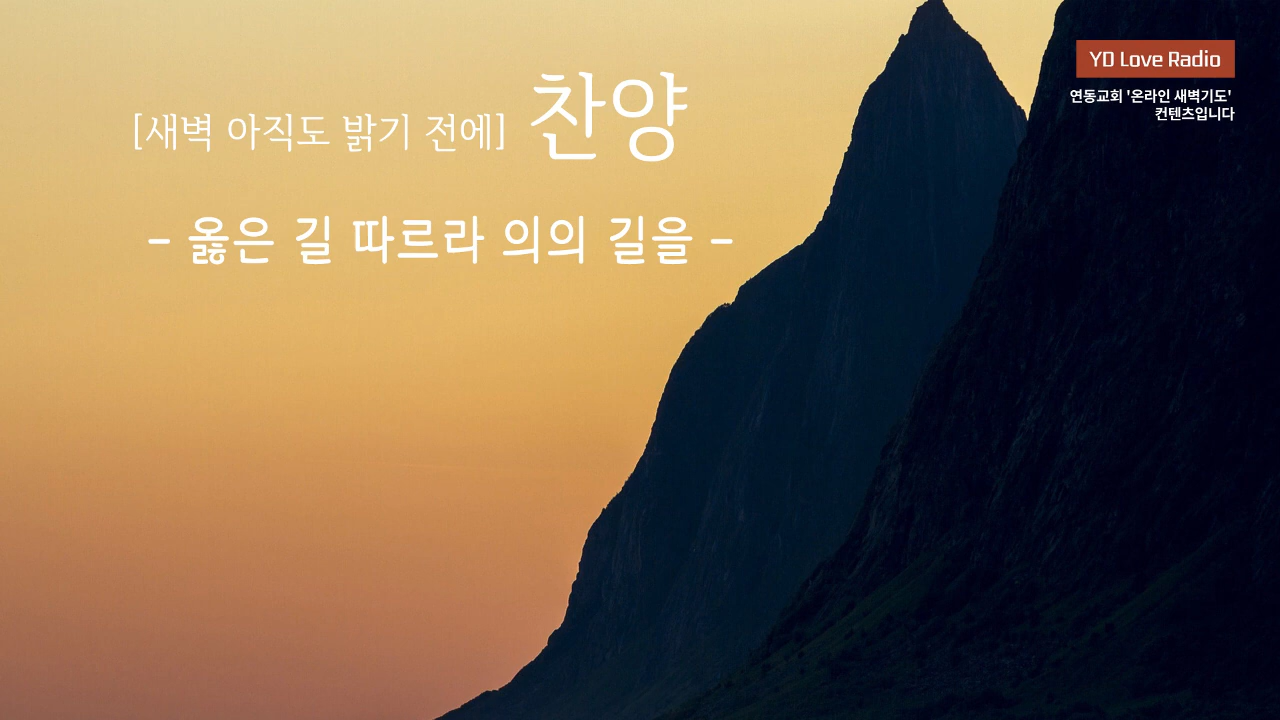 [새벽 아직도 밝기 전에] 찬양
- 옳은 길 따르라 의의 길을 -
YD Love Radio
연동교회 '온라인 새벽기도'
컨텐츠입니다